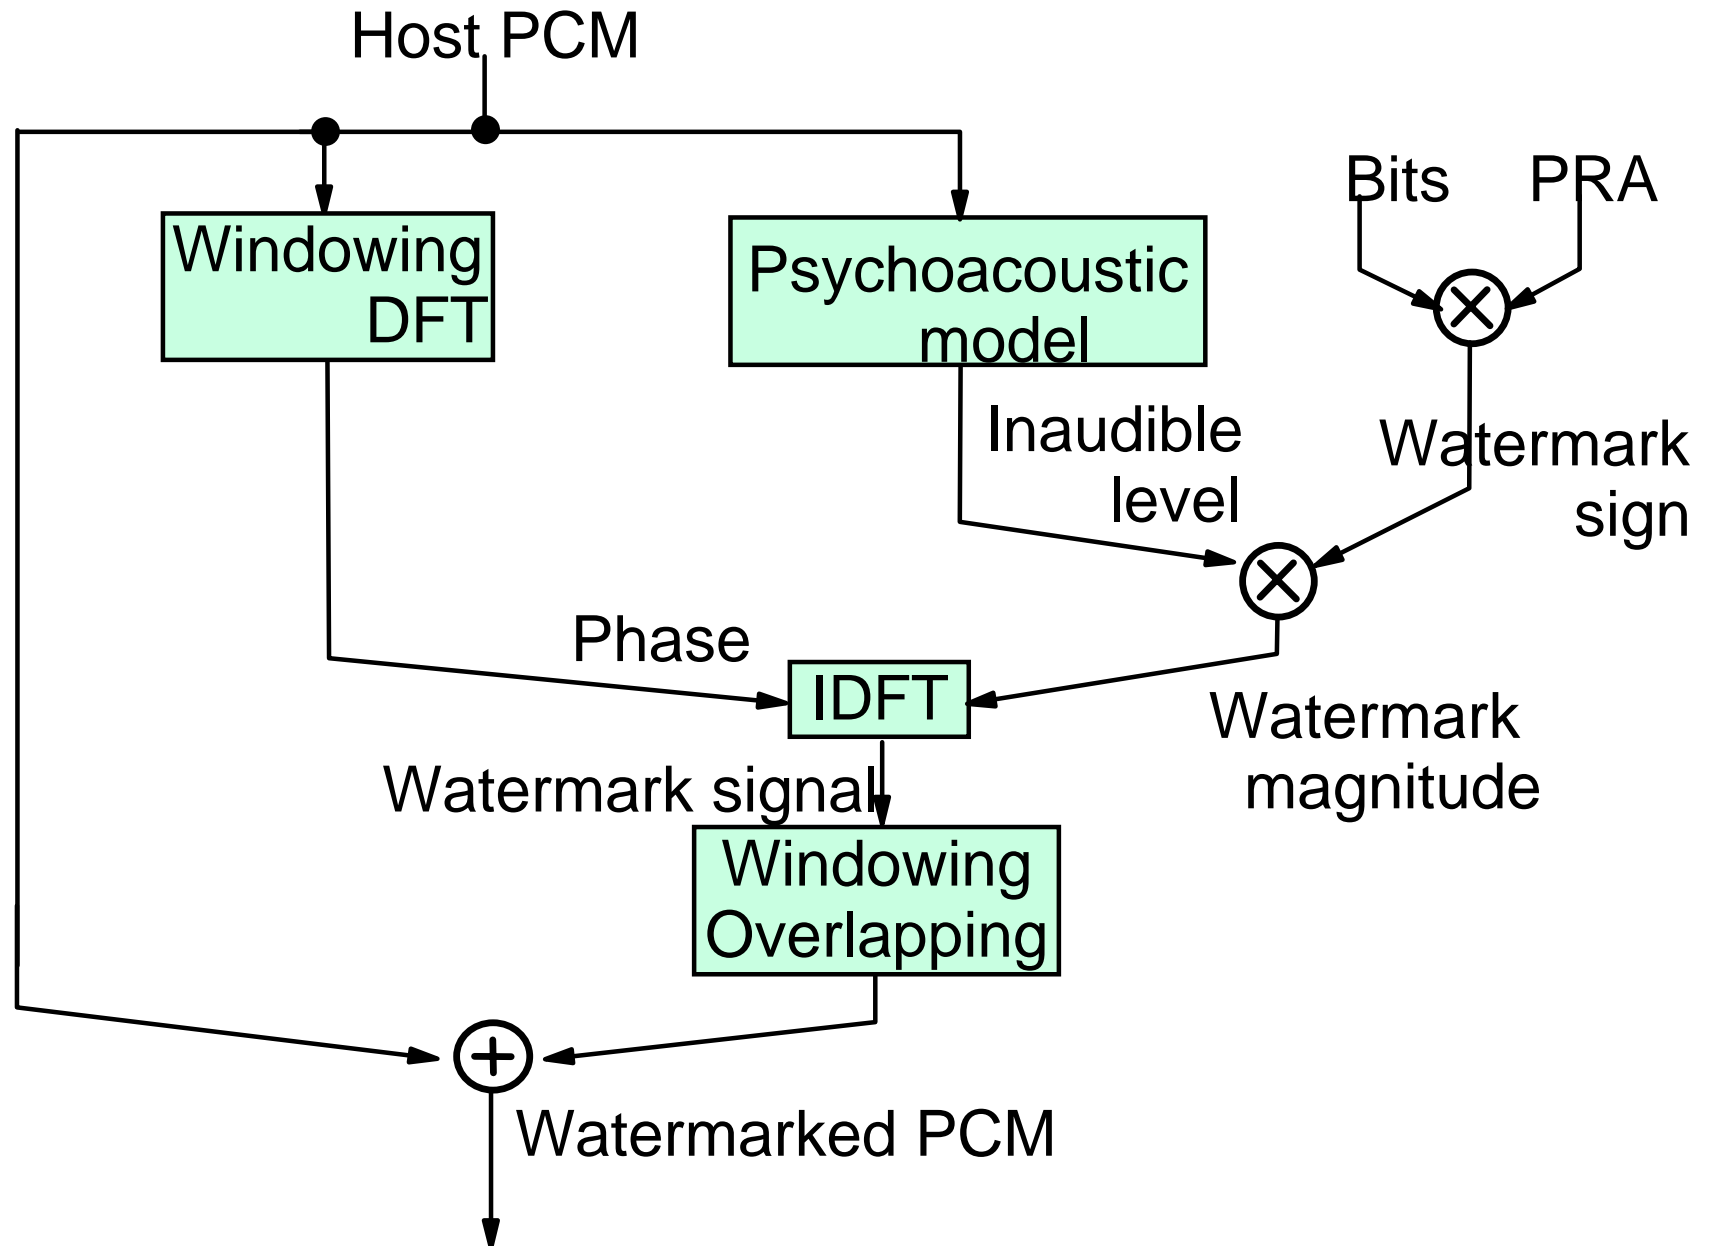 Host PCM
Bits
PRA
Windowing
DFT
Psychoacoustic
model
Inaudible
level
Watermark
sign
Phase
IDFT
Watermark
magnitude
Watermark signal
Windowing
Overlapping
Watermarked PCM